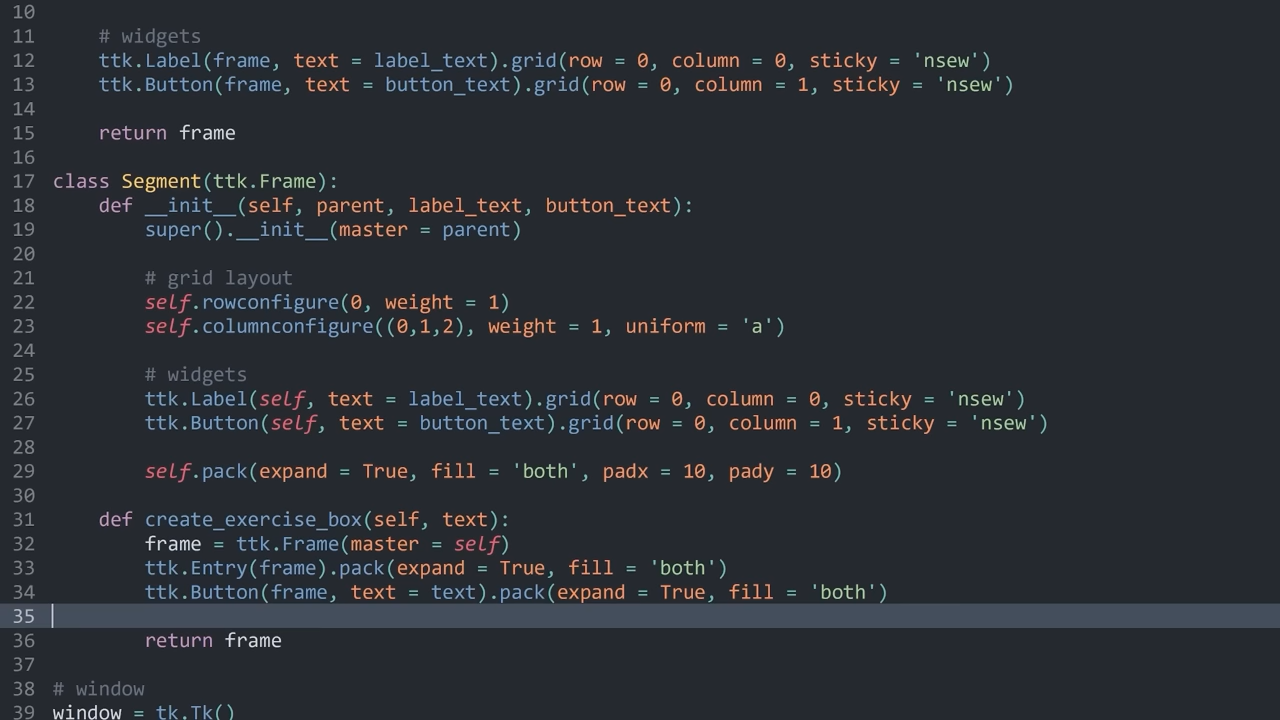 10
11 # widgets
12 ttk.Label(frame, text = label_text).grid(row = 0, column = 0, sticky = 'nsew')
13 ttk.Button(frame, text = button_text).grid(row = 0, column = 1, sticky = 'nsew')
14
15 return frame
16
17 class Segment(ttk.Frame):
18 def __init__(self, parent, label_text, button_text):
19 super().__init__(master = parent)
20
21 # grid layout
22 self.rowconfigure(0, weight = 1)
23 self.columnconfigure((0,1,2), weight = 1, uniform = 'a')
24
25 # widgets
26 ttk.Label(self, text = label_text).grid(row = 0, column = 0, sticky = 'nsew')
27 ttk.Button(self, text = button_text).grid(row = 0, column = 1, sticky = 'nsew')
28
29 self.pack(expand = True, fill = 'both', padx = 10, pady = 10)
30
31 def create_exercise_box(self, text):
32 frame = ttk.Frame(master = self)
33 ttk.Entry(frame).pack(expand = True, fill = 'both')
34 ttk.Button(frame, text = text).pack(expand = True, fill = 'both')
35
36 return frame
37
38 # window
39 window = tk.Tk()